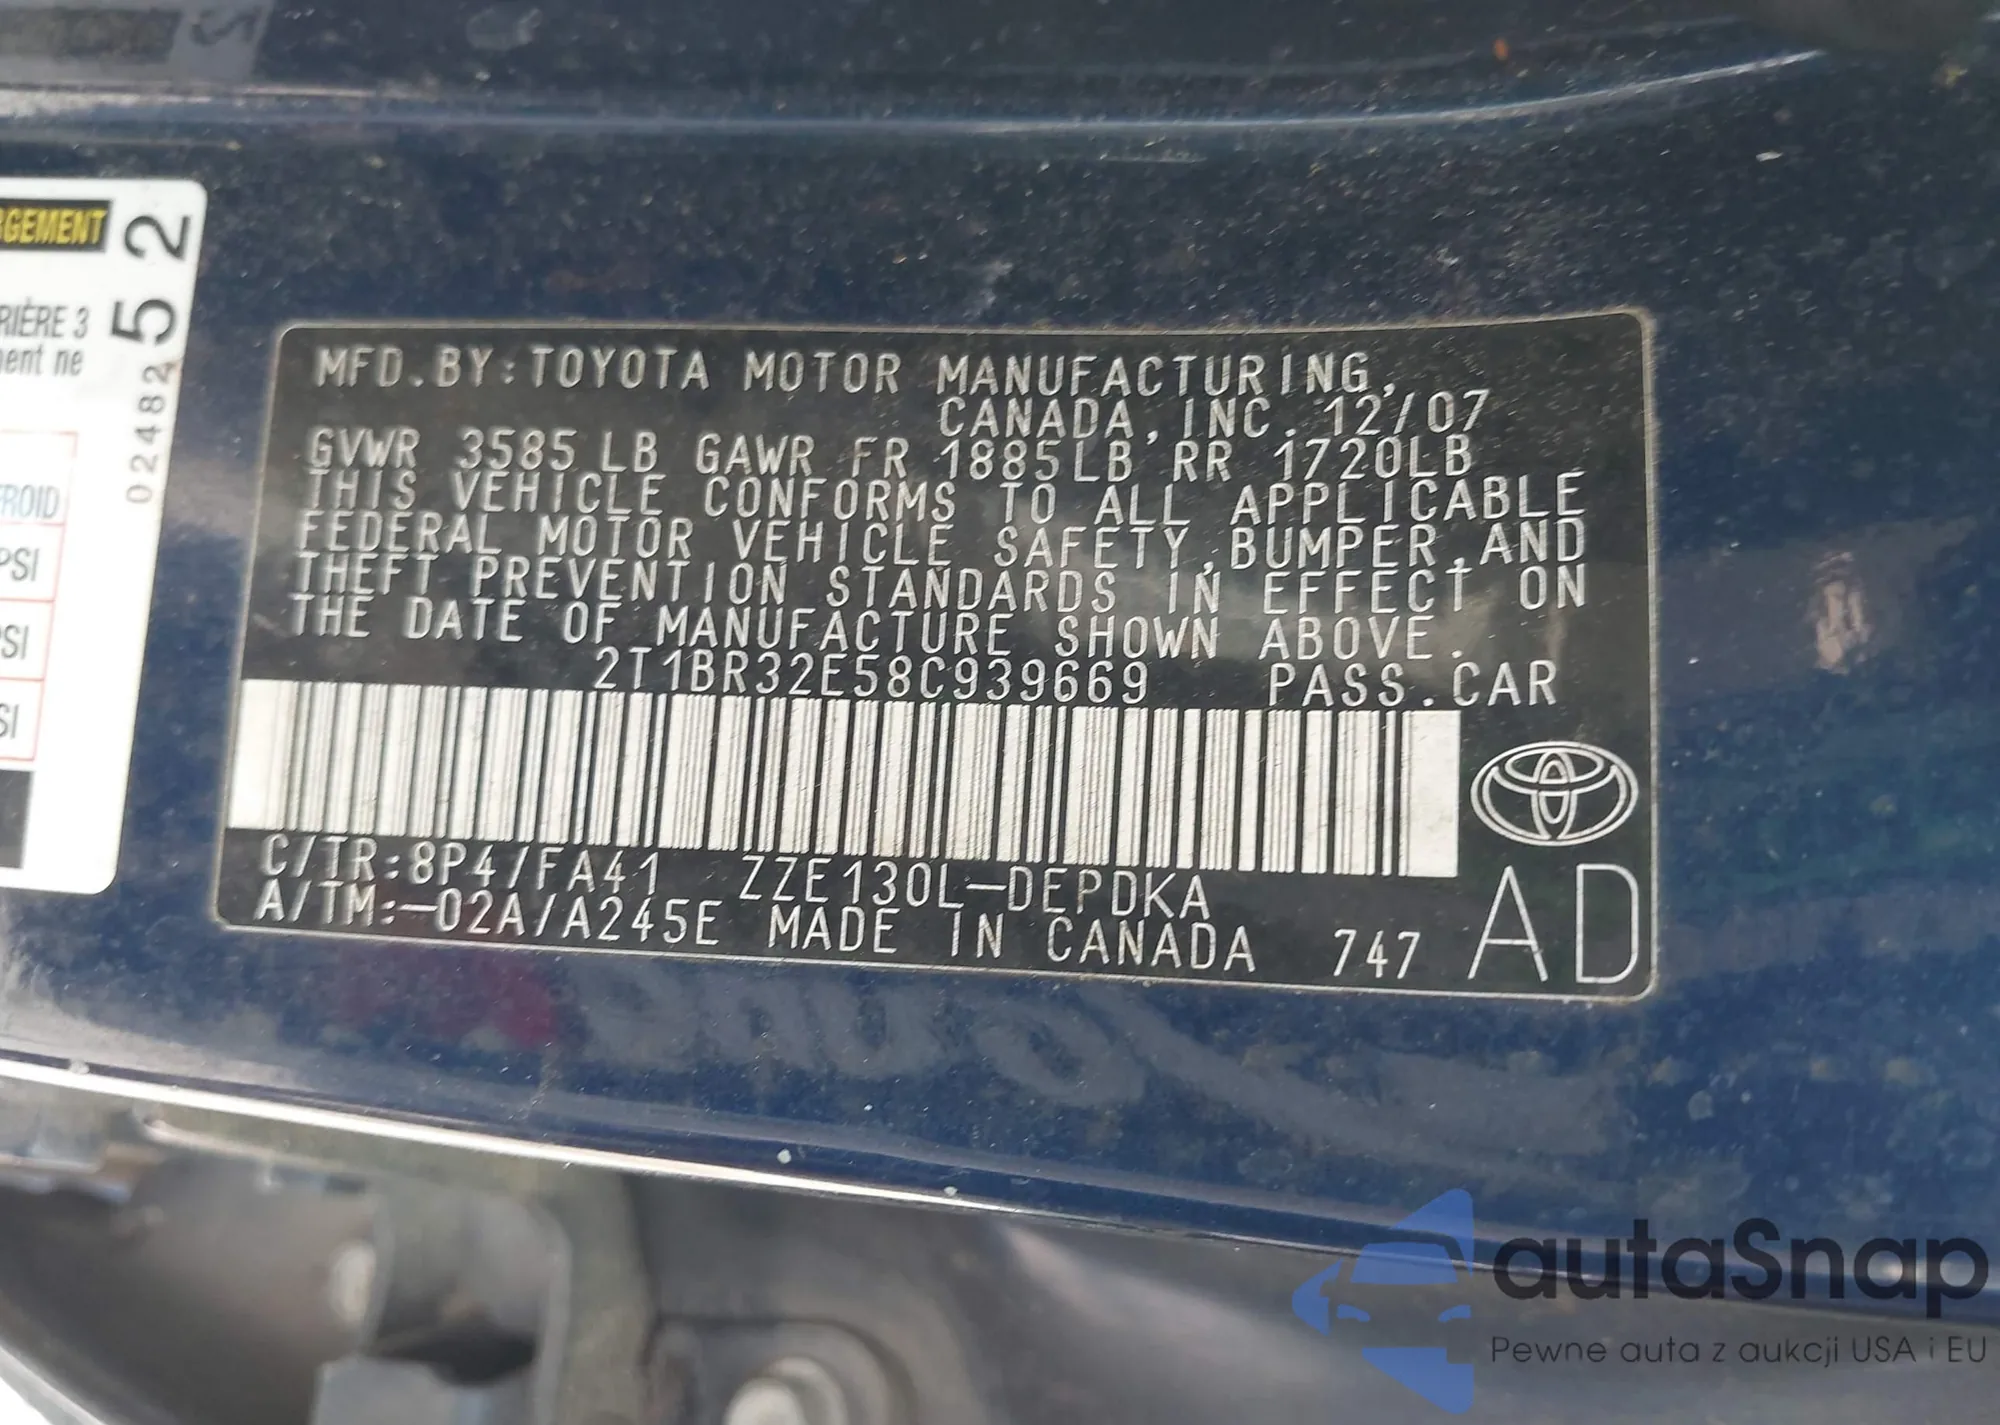 RGEMENT
RIÈRE 3
ment ne
FROID
PSI
PSI
SI
02482
52
MFD.BY:TOYOTA MOTOR MANUFACTURING,
CANADA,INC. 12/07
GVWR 3585LB GAWR FR 1885LB RR 1720LB
THIS VEHICLE CONFORMS TO ALL APPLICABLE
FEDERAL MOTOR VEHICLE SAFETY,BUMPER,AND
THEFT PREVENTION STANDARDS IN EFFECT ON
THE DATE OF MANUFACTURE SHOWN ABOVE.
2T1BR32E58C939669 PASS.CAR
C/TR:8P4/FA41 ZZE130L-DEPDKA
A/TM:-02A/A245E MADE IN CANADA 747 AD
autaSnap
Pewne auta z aukcji USA i EU